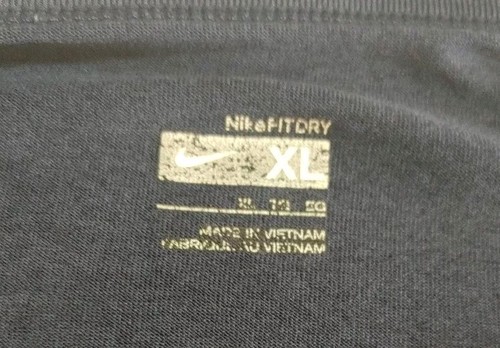 NikeFITDRY
XL
XL TG EG
MADE IN VIETNAM
FABRIQUE AU VIETNAM